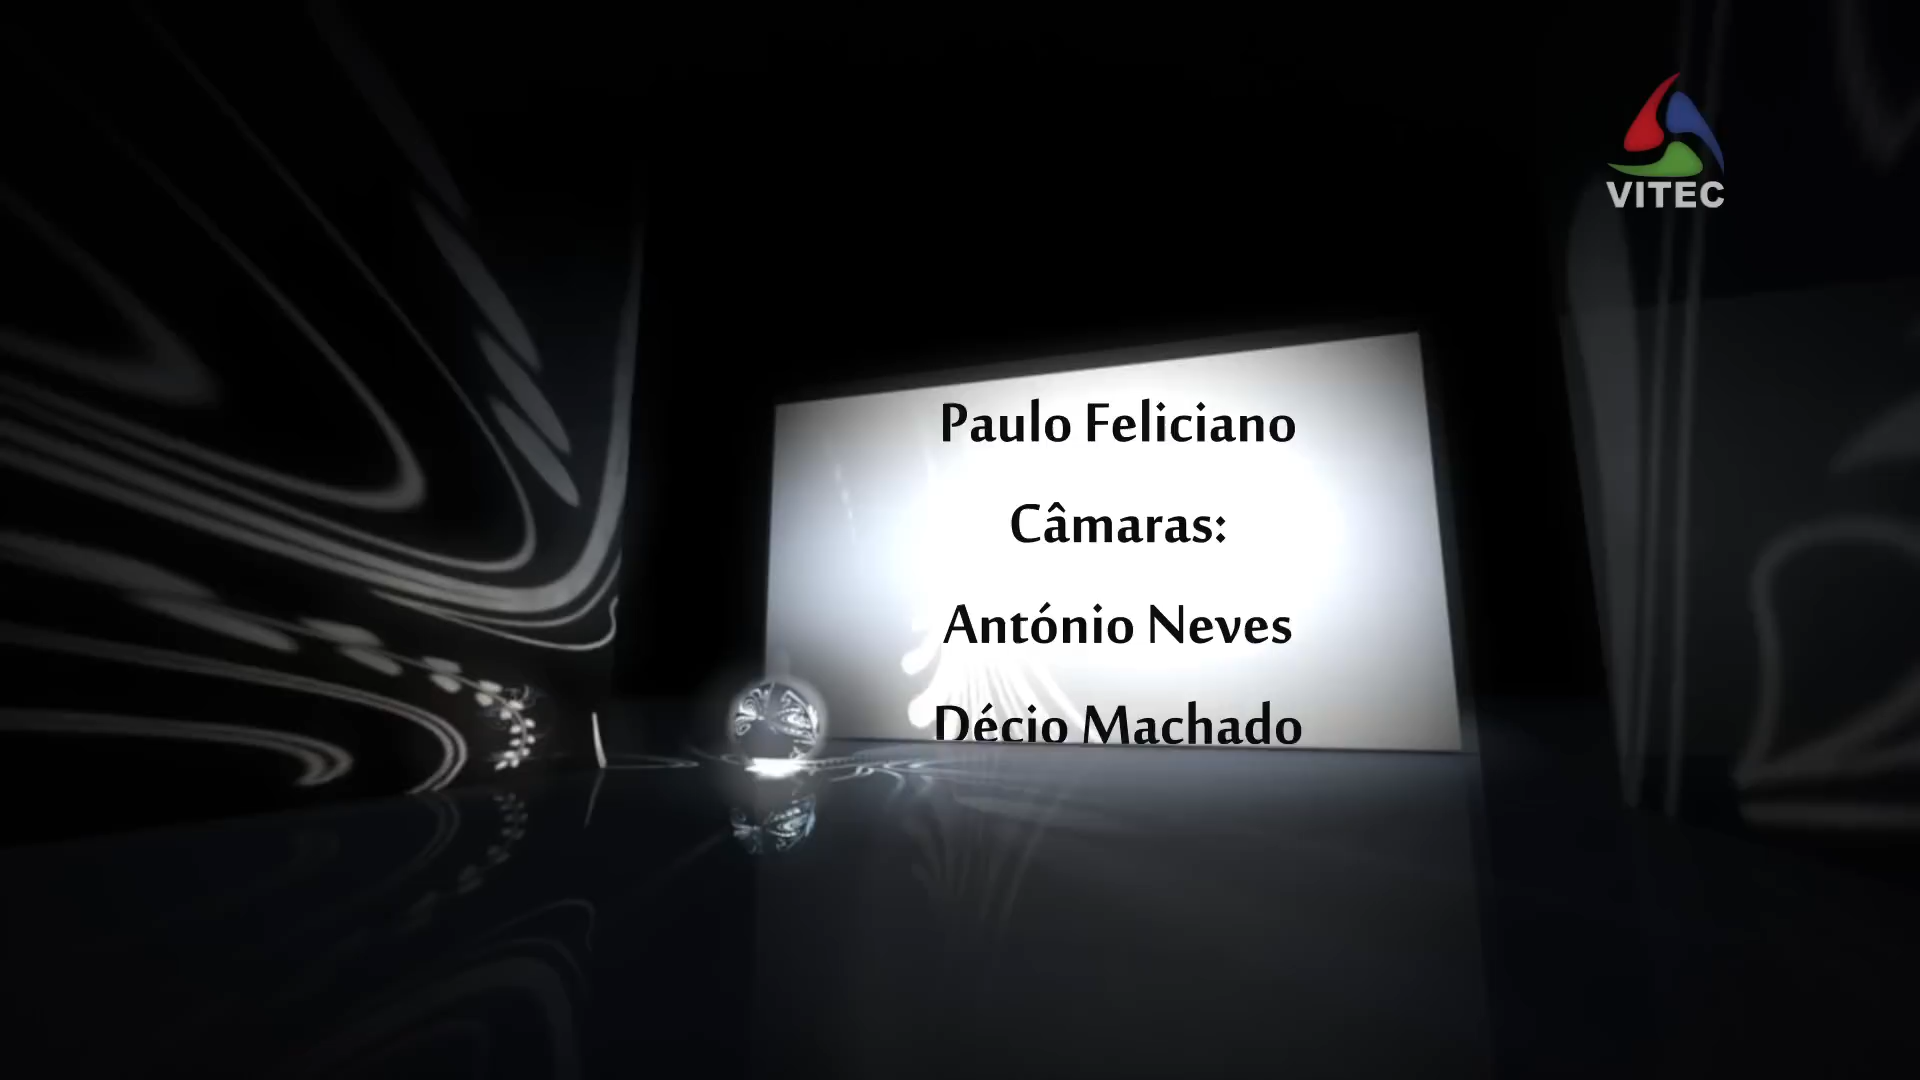 VITEC
Paulo Feliciano
Câmaras:
António Neves
Décio Machado